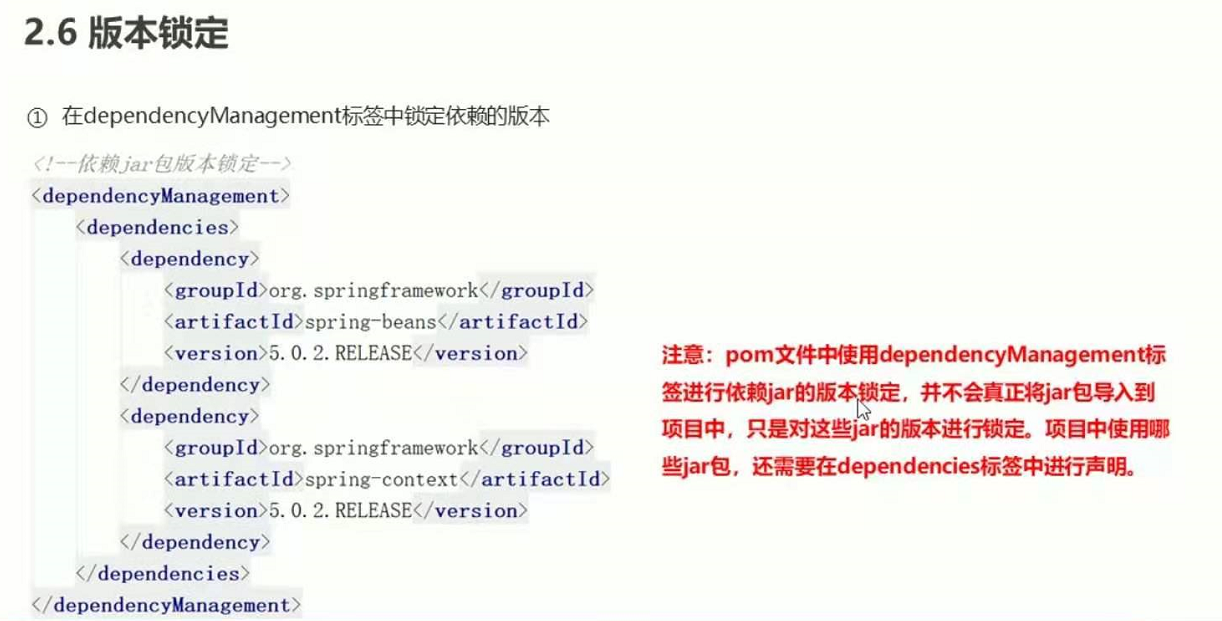 2.6 版本锁定
① 在dependencyManagement标签中锁定依赖的版本
<!--依赖jar包版本锁定-->
<dependencyManagement>
<dependencies>
<dependency>
<groupId>org.springframework</groupId>
<artifactId>spring-beans</artifactId>
<version>5.0.2.RELEASE</version>
</dependency>
<dependency>
<groupId>org.springframework</groupId>
<artifactId>spring-context</artifactId>
<version>5.0.2.RELEASE</version>
</dependency>
</dependencies>
</dependencyManagement>
注意：pom文件中使用dependencyManagement标
签进行依赖jar的版本锁定，并不会真正将jar包导入到
项目中，只是对这些jar的版本进行锁定。项目中使用哪
些jar包，还需要在dependencies标签中进行声明。